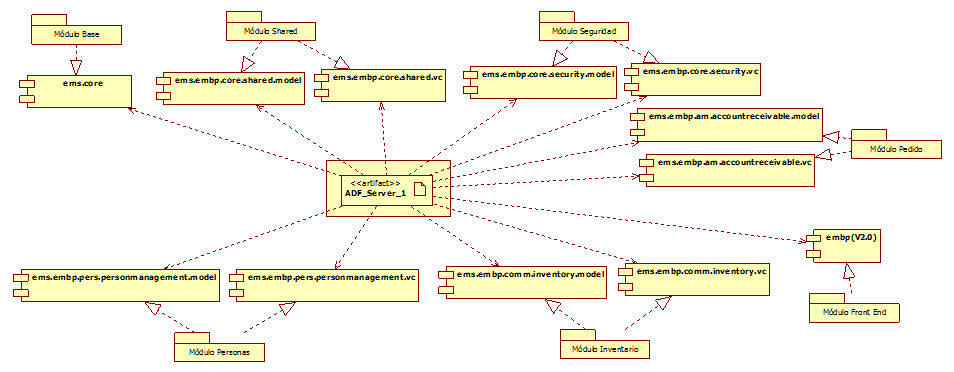 Módulo Base
Módulo Shared
Módulo Seguridad
ems.core
ems.embp.core.shared.model
ems.embp.core.shared.vc
ems.embp.core.security.model
ems.embp.core.security.vc
ems.embp.am.accountreceivable.model
Módulo Pedido
ems.embp.am.accountreceivable.vc
<<artifact>>
ADF_Server_1
embp(V2.0)
ems.embp.pers.personmanagement.model
ems.embp.pers.personmanagement.vc
ems.embp.comm.inventory.model
ems.embp.comm.inventory.vc
Módulo Front End
Módulo Personas
Módulo Inventario